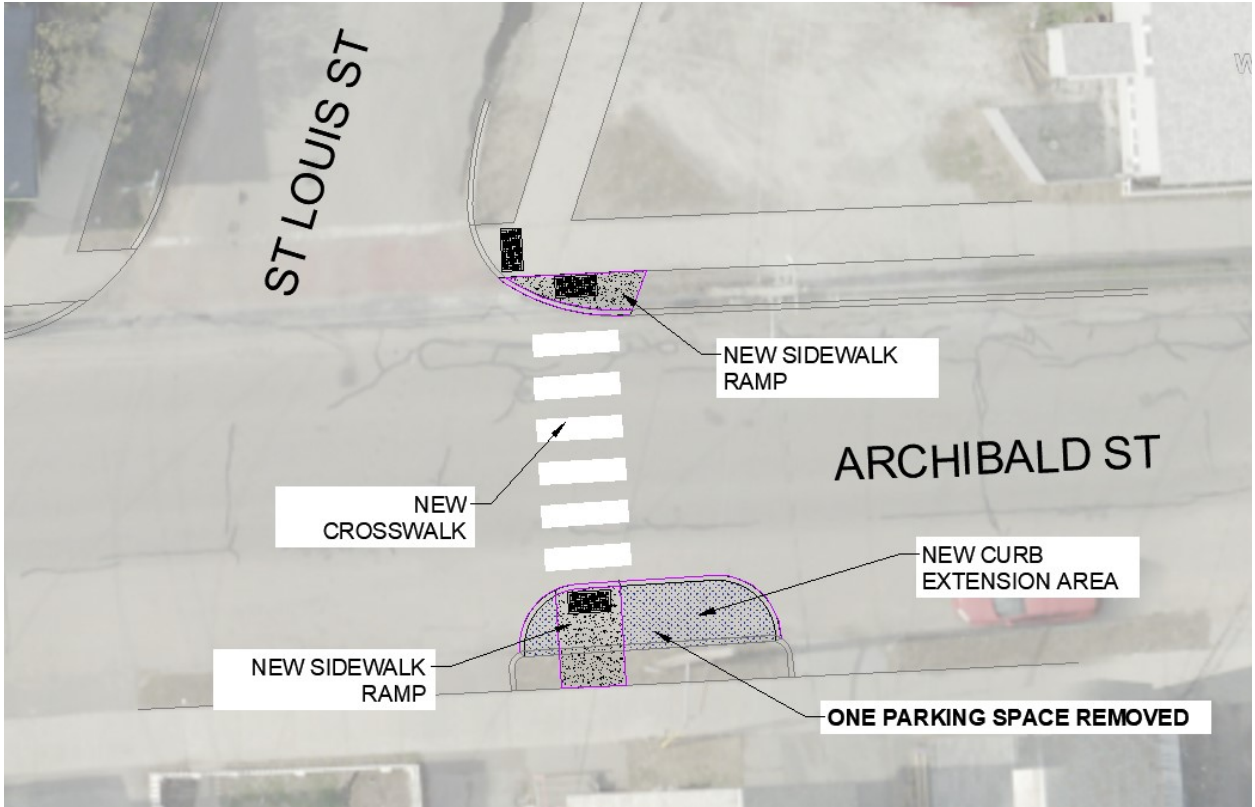 ST LOUIS ST
NEW SIDEWALK
RAMP
ARCHIBALD ST
NEW
CROSSWALK
NEW CURB
EXTENSION AREA
NEW SIDEWALK
RAMP
ONE PARKING SPACE REMOVED